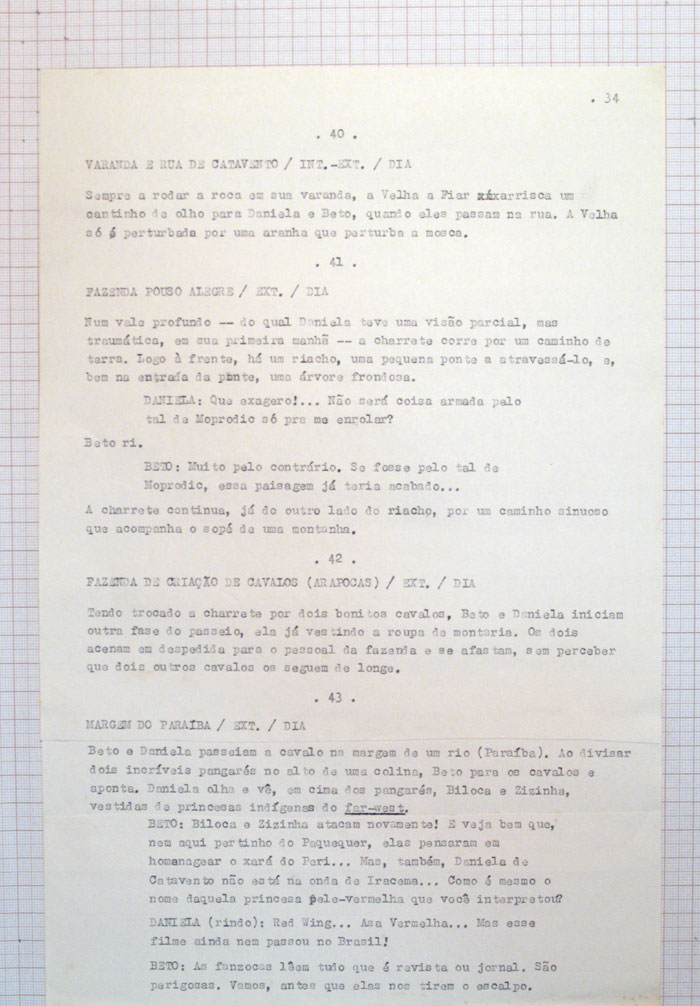 . 34
. 40 .
VARANDA E RUA DE CATAVENTO / INT.-EXT. / DIA
Sempre a rodar a roca em sua varanda, a Velha a Fiar xáxarrisca um
cantinho de olho para Daniela e Beto, quando eles passam na rua. A Velha
só é perturbada por uma aranha que perturba a mosca.
. 41 .
FAZENDA POUSO ALEGRE / EXT. / DIA
Num vale profundo -- do qual Daniela teve uma visão parcial, mas
traumática, em sua primeira manhã -- a charrete corre por um caminho de
terra. Logo à frente, há um riacho, uma pequena ponte a atravessá-lo, e,
bem na entrada da ponte, uma árvore frondosa.
DANIELA: Que exagero!... Não será coisa armada pelo
tal de Moprodic só pra me enrolar?
Beto ri.
BETO: Muito pelo contrário. Se fosse pelo tal de
Moprodic, essa paisagem já teria acabado...
A charrete continua, já do outro lado do riacho, por um caminho sinuoso
que acompanha o sopé de uma montanha.
. 42 .
FAZENDA DE CRIAÇÃO DE CAVALOS (ARAPOCAS) / EXT. / DIA
Tendo trocado a charrete por dois bonitos cavalos, Beto e Daniela iniciam
outra fase do passeio, ela já vestindo a roupa de montaria. Os dois
acenam em despedida para o pessoal da fazenda e se afastam, sem perceber
que dois outros cavalos os seguem de longe.
. 43 .
MARGEM DO PARAÍBA / EXT. / DIA
Beto e Daniela passeiam a cavalo na margem de um rio (Paraíba). Ao divisar
dois incríveis pangarés no alto de uma colina, Beto para os cavalos e
aponta. Daniela olha e vê, em cima dos pangarés, Biloca e Zizinha,
vestidas de princesas indígenas do far-west.
BETO: Biloca e Zizinha atacam novamente! E veja bem que,
nem aqui pertinho do Paquequer, elas pensaram em
homenagear o xará do Peri... Mas, também, Daniela de
Catavento não está na onda de Iracema... Como é mesmo o
nome daquela princesa pele-vermelha que você interpretou?
DANIELA (rindo): Red Wing... Asa Vermelha... Mas esse
filme ainda nem passou no Brasil!
BETO: As fanzocas lêem tudo que é revista ou jornal. São
perigosas. Vamos, antes que elas nos tirem o escalpo.